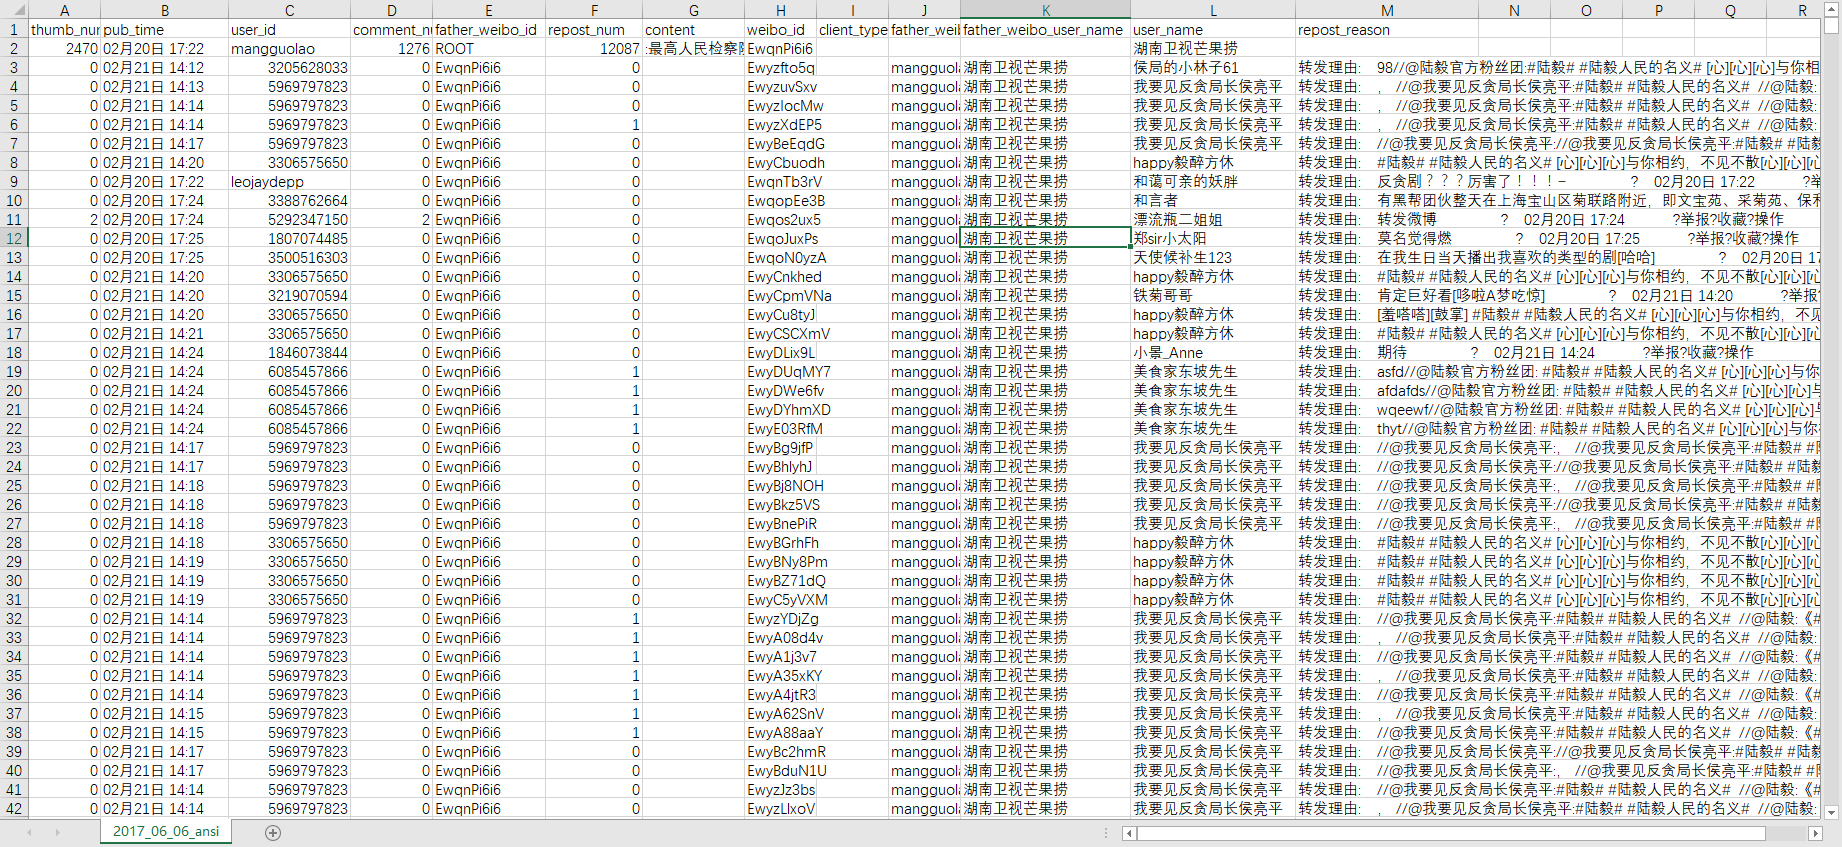 A B C D E F G H I J K L M N O P Q R
1 thumb_nur pub_time user_id comment_nu father_weibo_id repost_num content weibo_id client_type father_weib father_weibo_user_name user_name repost_reason
2 2470 02月20日 17:22 mangguolao 1276 ROOT 12087 :最高人民检察院 EwqnPi6i6 湖南卫视芒果捞
3 0 02月21日 14:12 3205628033 0 EwqnPi6i6 0 Ewyzfto5q mangguola 湖南卫视芒果捞 侯局的小林子61 转发理由: 98//@陆毅官方粉丝团:#陆毅# #陆毅人民的名义# [心][心][心]与你相
4 0 02月21日 14:13 5969797823 0 EwqnPi6i6 0 EwyzuvSxv mangguola 湖南卫视芒果捞 我要见反贪局长侯亮平 转发理由: , //@我要见反贪局长侯亮平:#陆毅# #陆毅人民的名义# //@陆毅:
5 0 02月21日 14:14 5969797823 0 EwqnPi6i6 0 EwyzIocMw mangguola 湖南卫视芒果捞 我要见反贪局长侯亮平 转发理由: , //@我要见反贪局长侯亮平:#陆毅# #陆毅人民的名义# //@陆毅:
6 0 02月21日 14:14 5969797823 0 EwqnPi6i6 1 EwyzXdEP5 mangguola 湖南卫视芒果捞 我要见反贪局长侯亮平 转发理由: , //@我要见反贪局长侯亮平:#陆毅# #陆毅人民的名义# //@陆毅:
7 0 02月21日 14:17 5969797823 0 EwqnPi6i6 0 EwyBeEqdG mangguola 湖南卫视芒果捞 我要见反贪局长侯亮平 转发理由: //@我要见反贪局长侯亮平://@我要见反贪局长侯亮平:#陆毅# #陆
8 0 02月21日 14:20 3306575650 0 EwqnPi6i6 0 EwyCbuodh mangguola 湖南卫视芒果捞 happy毅醉方休 转发理由: #陆毅# #陆毅人民的名义# [心][心][心]与你相约，不见不散[心][心][心
9 0 02月20日 17:22 leojaydepp 0 EwqnPi6i6 0 EwqnTb3rV mangguola 湖南卫视芒果捞 和蔼可亲的妖胖 转发理由: 反贪剧？？？厉害了！！！– ? 02月20日 17:22 ?举
10 0 02月20日 17:24 3388762664 0 EwqnPi6i6 0 EwqopEe3B mangguola 湖南卫视芒果捞 和言者 转发理由: 有黑帮团伙整天在上海宝山区菊联路附近，即文宝苑、采菊苑、保利
11 2 02月20日 17:24 5292347150 2 EwqnPi6i6 0 Ewqos2ux5 mangguola 湖南卫视芒果捞 漂流瓶二姐姐 转发理由: 转发微博 ? 02月20日 17:24 ?举报?收藏?操作
12 0 02月20日 17:25 1807074485 0 EwqnPi6i6 0 EwqoJuxPs mangguola 湖南卫视芒果捞 郑sir小太阳 转发理由: 莫名觉得燃 ? 02月20日 17:25 ?举报?收藏?操作
13 0 02月20日 17:25 3500516303 0 EwqnPi6i6 0 EwqoN0yzA mangguola 湖南卫视芒果捞 天使候补生123 转发理由: 在我生日当天播出我喜欢的类型的剧[哈哈] ? 02月20日 17
14 0 02月21日 14:20 3306575650 0 EwqnPi6i6 0 EwyCnkhed mangguola 湖南卫视芒果捞 happy毅醉方休 转发理由: #陆毅# #陆毅人民的名义# [心][心][心]与你相约，不见不散[心][心][心
15 0 02月21日 14:20 3219070594 0 EwqnPi6i6 0 EwyCpmVNa mangguola 湖南卫视芒果捞 铁菊哥哥 转发理由: 肯定巨好看[哆啦A梦吃惊] ? 02月21日 14:20 ?举报?
16 0 02月21日 14:20 3306575650 0 EwqnPi6i6 0 EwyCu8tyJ mangguola 湖南卫视芒果捞 happy毅醉方休 转发理由: [羞嗒嗒][鼓掌] #陆毅# #陆毅人民的名义# [心][心][心]与你相约，不见
17 0 02月21日 14:21 3306575650 0 EwqnPi6i6 0 EwyCSCXmV mangguola 湖南卫视芒果捞 happy毅醉方休 转发理由: #陆毅# #陆毅人民的名义# [心][心][心]与你相约，不见不散[心][心][心
18 0 02月21日 14:24 1846073844 0 EwqnPi6i6 0 EwyDLix9L mangguola 湖南卫视芒果捞 小景_Anne 转发理由: 期待 ? 02月21日 14:24 ?举报?收藏?操作
19 0 02月21日 14:24 6085457866 0 EwqnPi6i6 1 EwyDUqMY7 mangguola 湖南卫视芒果捞 美食家东坡先生 转发理由: asfd//@陆毅官方粉丝团: #陆毅# #陆毅人民的名义# [心][心][心]与你
20 0 02月21日 14:24 6085457866 0 EwqnPi6i6 1 EwyDWe6fv mangguola 湖南卫视芒果捞 美食家东坡先生 转发理由: afdafds//@陆毅官方粉丝团: #陆毅# #陆毅人民的名义# [心][心][心]与
21 0 02月21日 14:24 6085457866 0 EwqnPi6i6 1 EwyDYhmXD mangguola 湖南卫视芒果捞 美食家东坡先生 转发理由: wqeewf//@陆毅官方粉丝团: #陆毅# #陆毅人民的名义# [心][心][心]与
22 0 02月21日 14:24 6085457866 0 EwqnPi6i6 1 EwyE03RfM mangguola 湖南卫视芒果捞 美食家东坡先生 转发理由: thyt//@陆毅官方粉丝团: #陆毅# #陆毅人民的名义# [心][心][心]与你
23 0 02月21日 14:17 5969797823 0 EwqnPi6i6 0 EwyBg9jfP mangguola 湖南卫视芒果捞 我要见反贪局长侯亮平 转发理由: //@我要见反贪局长侯亮平:, //@我要见反贪局长侯亮平:#陆毅# #陆
24 0 02月21日 14:17 5969797823 0 EwqnPi6i6 0 EwyBhlyhJ mangguola 湖南卫视芒果捞 我要见反贪局长侯亮平 转发理由: //@我要见反贪局长侯亮平://@我要见反贪局长侯亮平:#陆毅# #陆毅
25 0 02月21日 14:18 5969797823 0 EwqnPi6i6 0 EwyBj8NOH mangguola 湖南卫视芒果捞 我要见反贪局长侯亮平 转发理由: //@我要见反贪局长侯亮平:, //@我要见反贪局长侯亮平:#陆毅# #陆
26 0 02月21日 14:18 5969797823 0 EwqnPi6i6 0 EwyBkz5VS mangguola 湖南卫视芒果捞 我要见反贪局长侯亮平 转发理由: //@我要见反贪局长侯亮平://@我要见反贪局长侯亮平:#陆毅# #陆毅
27 0 02月21日 14:18 5969797823 0 EwqnPi6i6 0 EwyBnePiR mangguola 湖南卫视芒果捞 我要见反贪局长侯亮平 转发理由: //@我要见反贪局长侯亮平:, //@我要见反贪局长侯亮平:#陆毅# #陆
28 0 02月21日 14:18 3306575650 0 EwqnPi6i6 0 EwyBGrhFh mangguola 湖南卫视芒果捞 happy毅醉方休 转发理由: #陆毅# #陆毅人民的名义# [心][心][心]与你相约，不见不散[心][心][心
29 0 02月21日 14:19 3306575650 0 EwqnPi6i6 0 EwyBNy8Pm mangguola 湖南卫视芒果捞 happy毅醉方休 转发理由: #陆毅# #陆毅人民的名义# [心][心][心]与你相约，不见不散[心][心][心
30 0 02月21日 14:19 3306575650 0 EwqnPi6i6 0 EwyBZ71dQ mangguola 湖南卫视芒果捞 happy毅醉方休 转发理由: #陆毅# #陆毅人民的名义# [心][心][心]与你相约，不见不散[心][心][心
31 0 02月21日 14:19 3306575650 0 EwqnPi6i6 0 EwyC5yVXM mangguola 湖南卫视芒果捞 happy毅醉方休 转发理由: #陆毅# #陆毅人民的名义# [心][心][心]与你相约，不见不散[心][心][心
32 0 02月21日 14:14 5969797823 0 EwqnPi6i6 1 EwyzYDjZg mangguola 湖南卫视芒果捞 我要见反贪局长侯亮平 转发理由: //@我要见反贪局长侯亮平:#陆毅# #陆毅人民的名义# //@陆毅:《#
33 0 02月21日 14:14 5969797823 0 EwqnPi6i6 1 EwyA08d4v mangguola 湖南卫视芒果捞 我要见反贪局长侯亮平 转发理由: , //@我要见反贪局长侯亮平:#陆毅# #陆毅人民的名义# //@陆毅:
34 0 02月21日 14:14 5969797823 0 EwqnPi6i6 1 EwyA1j3v7 mangguola 湖南卫视芒果捞 我要见反贪局长侯亮平 转发理由: //@我要见反贪局长侯亮平:#陆毅# #陆毅人民的名义# //@陆毅:《#
35 0 02月21日 14:14 5969797823 0 EwqnPi6i6 1 EwyA35xKY mangguola 湖南卫视芒果捞 我要见反贪局长侯亮平 转发理由: , //@我要见反贪局长侯亮平:#陆毅# #陆毅人民的名义# //@陆毅:
36 0 02月21日 14:14 5969797823 0 EwqnPi6i6 1 EwyA4jtR3 mangguola 湖南卫视芒果捞 我要见反贪局长侯亮平 转发理由: //@我要见反贪局长侯亮平:#陆毅# #陆毅人民的名义# //@陆毅:《#
37 0 02月21日 14:15 5969797823 0 EwqnPi6i6 1 EwyA62SnV mangguola 湖南卫视芒果捞 我要见反贪局长侯亮平 转发理由: , //@我要见反贪局长侯亮平:#陆毅# #陆毅人民的名义# //@陆毅:
38 0 02月21日 14:15 5969797823 0 EwqnPi6i6 1 EwyA88aaY mangguola 湖南卫视芒果捞 我要见反贪局长侯亮平 转发理由: //@我要见反贪局长侯亮平:#陆毅# #陆毅人民的名义# //@陆毅:《#
39 0 02月21日 14:17 5969797823 0 EwqnPi6i6 0 EwyBc2hmR mangguola 湖南卫视芒果捞 我要见反贪局长侯亮平 转发理由: //@我要见反贪局长侯亮平://@我要见反贪局长侯亮平:#陆毅# #陆毅
40 0 02月21日 14:17 5969797823 0 EwqnPi6i6 0 EwyBduN1U mangguola 湖南卫视芒果捞 我要见反贪局长侯亮平 转发理由: //@我要见反贪局长侯亮平:, //@我要见反贪局长侯亮平:#陆毅# #陆
41 0 02月21日 14:14 5969797823 0 EwqnPi6i6 0 EwyzJz3bs mangguola 湖南卫视芒果捞 我要见反贪局长侯亮平 转发理由: //@我要见反贪局长侯亮平:#陆毅# #陆毅人民的名义# //@陆毅:《#
42 0 02月21日 14:14 5969797823 0 EwqnPi6i6 0 EwyzLlxoV mangguola 湖南卫视芒果捞 我要见反贪局长侯亮平 转发理由: , //@我要见反贪局长侯亮平:#陆毅# #陆毅人民的名义# //@陆毅:
2017_06_06_ansi